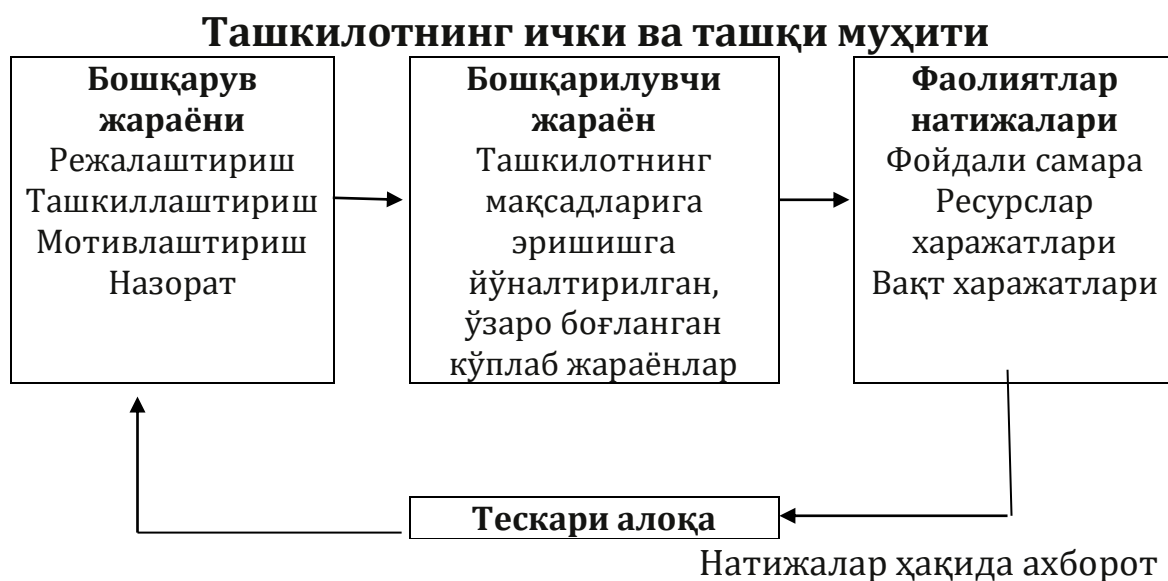 Ташкилотнинг ички ва ташқи муҳити
Бошқарув
жараёни
Режалаштириш
Ташкиллаштириш
Мотивлаштириш
Назорат
Бошқарилувчи
жараён
Ташкилотнинг
мақсадларига
эришишга
йўналтирилган,
ўзаро боғланган
кўплаб жараёнлар
Фаолиятлар
натижалари
Фойдали самара
Ресурслар
харажатлари
Вақт харажатлари
Тескари алоқа
Натижалар ҳақида ахборот